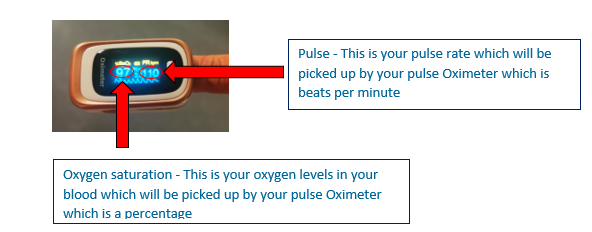 Oximeter
97 110
Pulse - This is your pulse rate which will be
picked up by your pulse Oximeter which is
beats per minute
Oxygen saturation - This is your oxygen levels in your
blood which will be picked up by your pulse Oximeter
which is a percentage